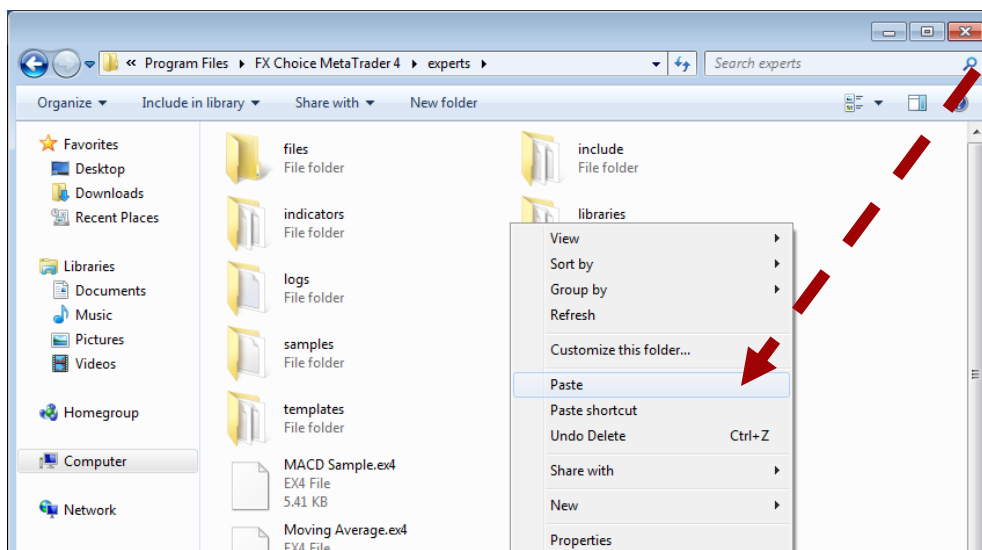 « Program Files ▸ FX Choice MetaTrader 4 ▸ experts ▸
Search experts
Organize
Include in library
Share with
New folder
Favorites
Desktop
Downloads
Recent Places
Libraries
Documents
Music
Pictures
Videos
Homegroup
Computer
Network
files
File folder
include
File folder
indicators
File folder
libraries
logs
File folder
samples
File folder
templates
File folder
MACD Sample.ex4
EX4 File
5.41 KB
Moving Average.ex4
EX4 File
View
Sort by
Group by
Refresh
Customize this folder...
Paste
Paste shortcut
Undo Delete Ctrl+Z
Share with
New
Properties